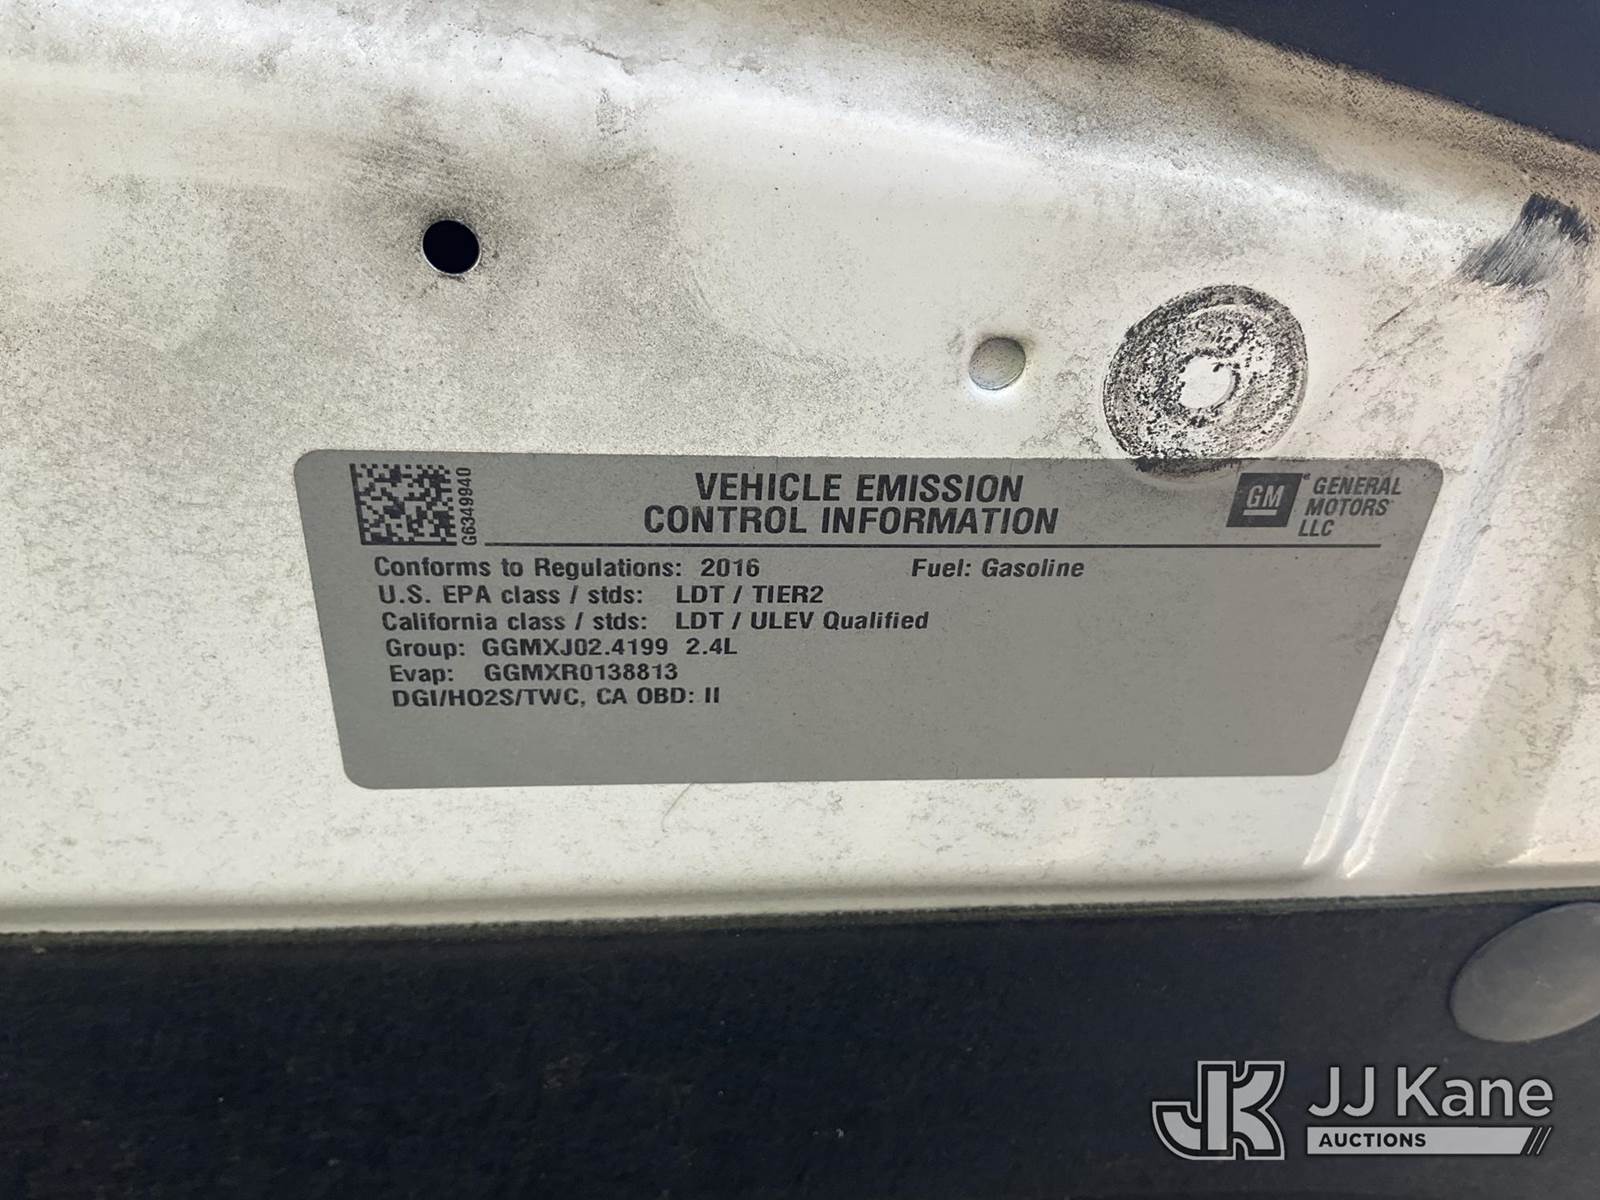 G6349940
VEHICLE EMISSION
CONTROL INFORMATION
GM
GENERAL
MOTORS
LLC
Conforms to Regulations: 2016 Fuel: Gasoline
U.S. EPA class / stds: LDT / TIER2
California class / stds: LDT / ULEV Qualified
Group: GGMXJ02.4199 2.4L
Evap: GGMXR0138813
DGI/HO2S/TWC, CA OBD: II
JK JJ Kane
AUCTIONS